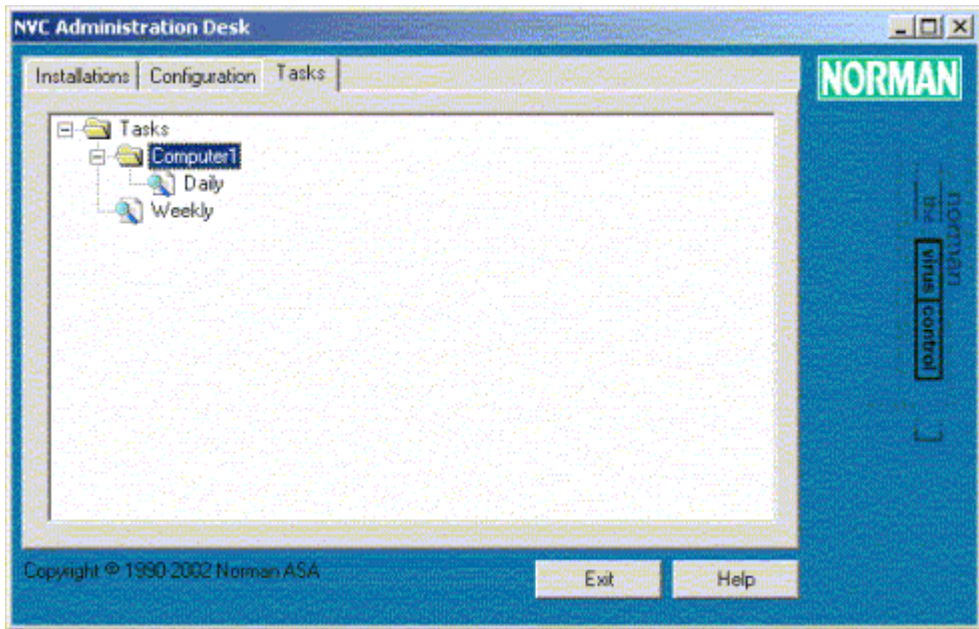 NVC Administration Desk
Installations Configuration Tasks
NORMAN
Tasks
Computer1
Daily
Weekly
norman
the virus control
Copyright © 1990-2002 Norman ASA
Exit Help